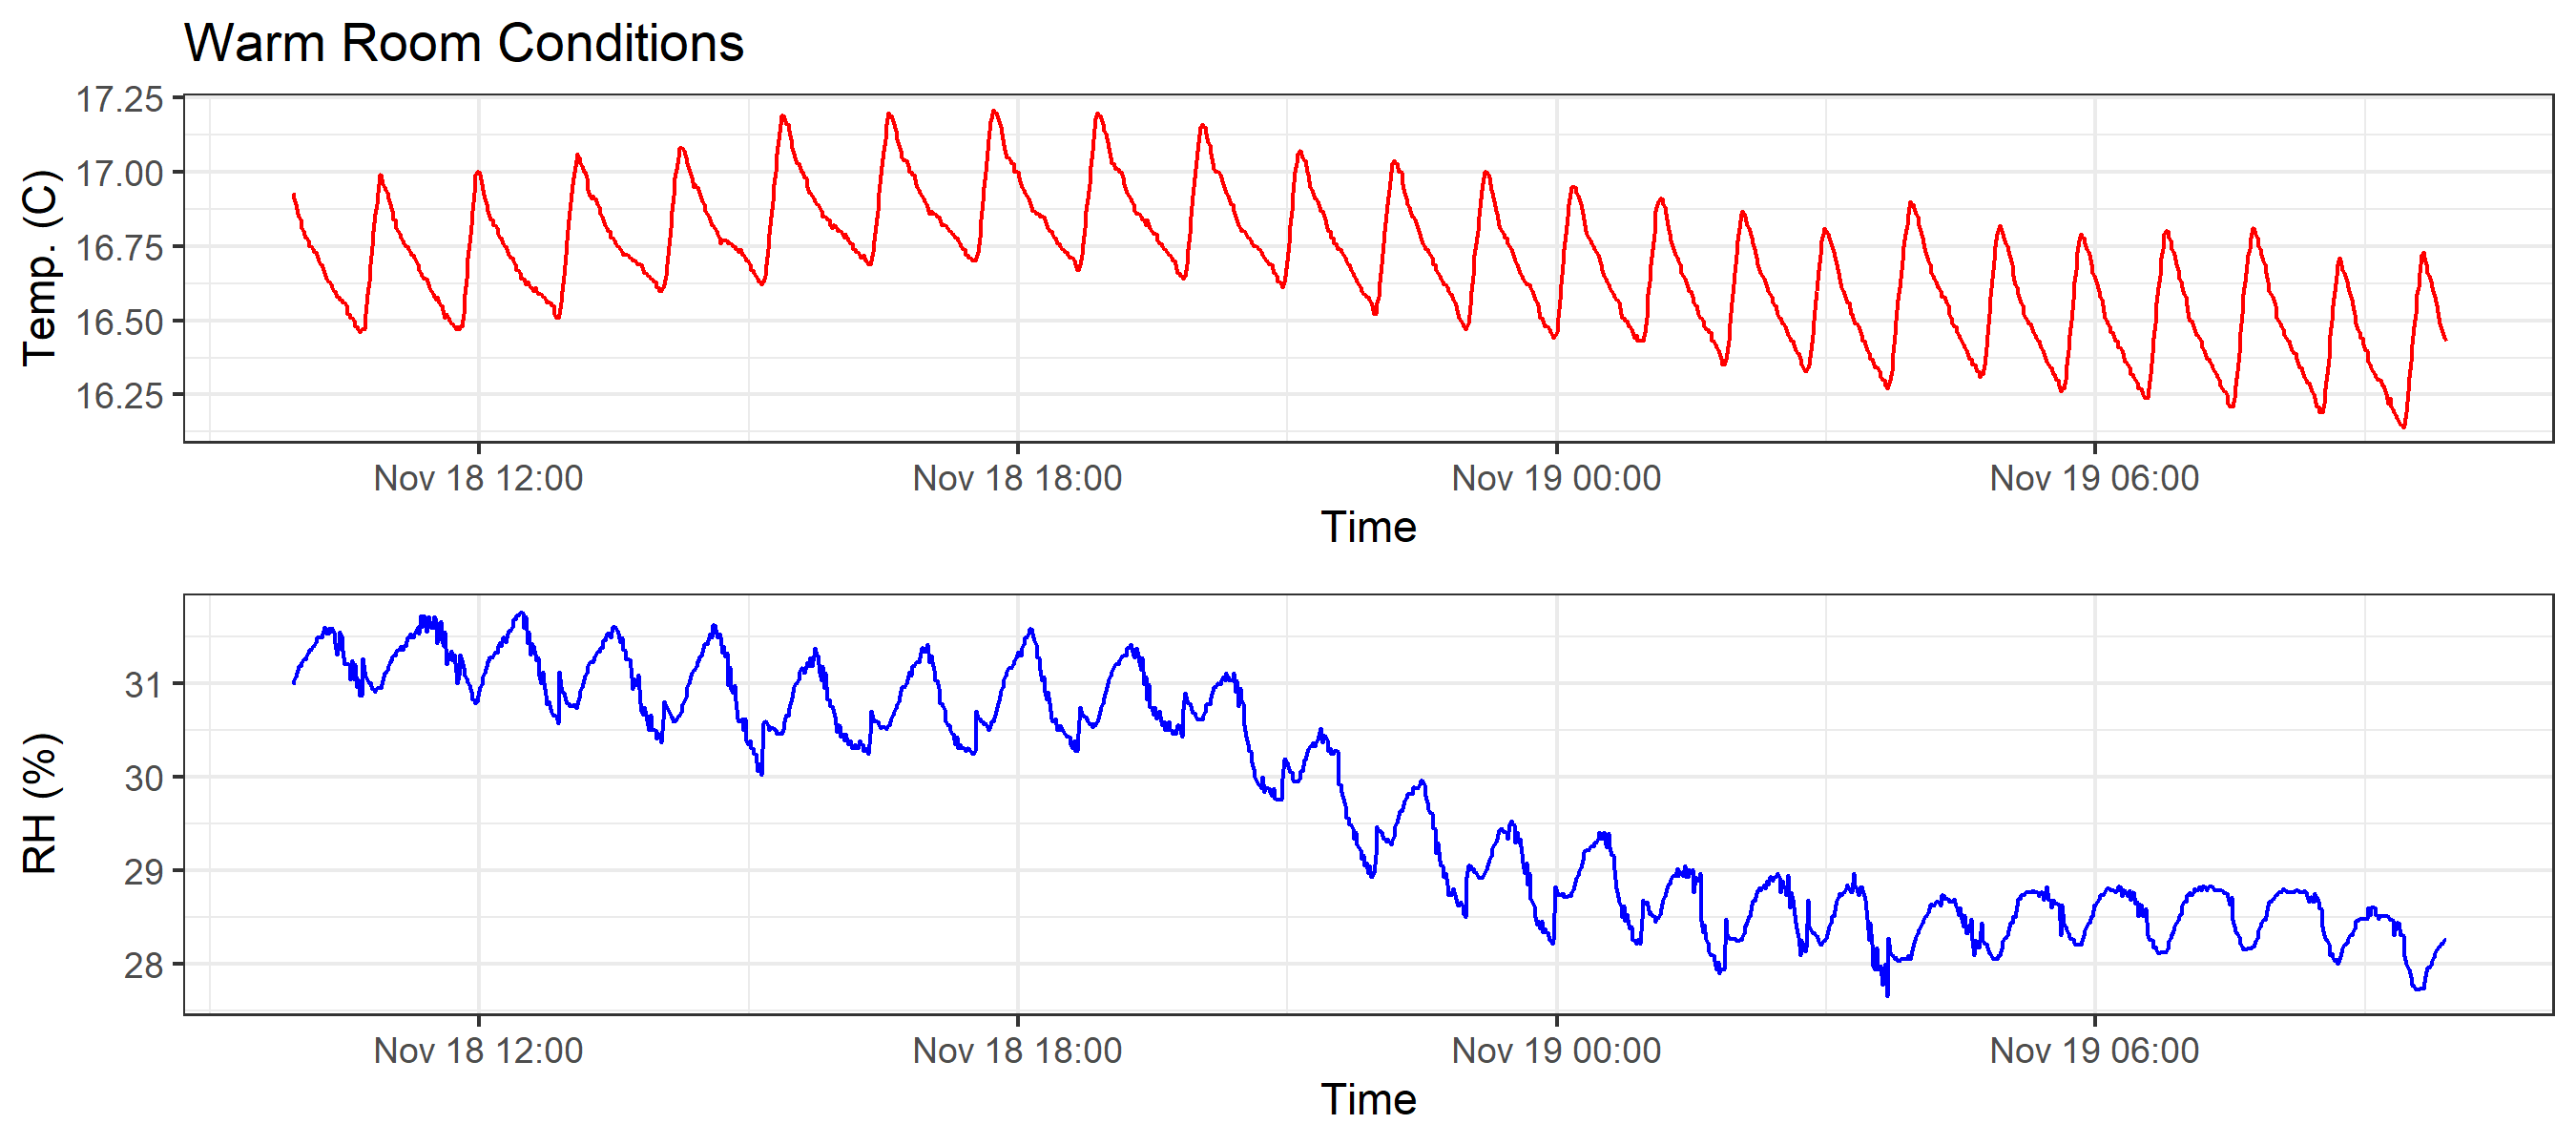 Warm Room Conditions
Temp. (C)
17.25
17.00
16.75
16.50
16.25
Nov 18 12:00 Nov 18 18:00 Nov 19 00:00 Nov 19 06:00
Time
RH (%)
31
30
29
28
Nov 18 12:00 Nov 18 18:00 Nov 19 00:00 Nov 19 06:00
Time